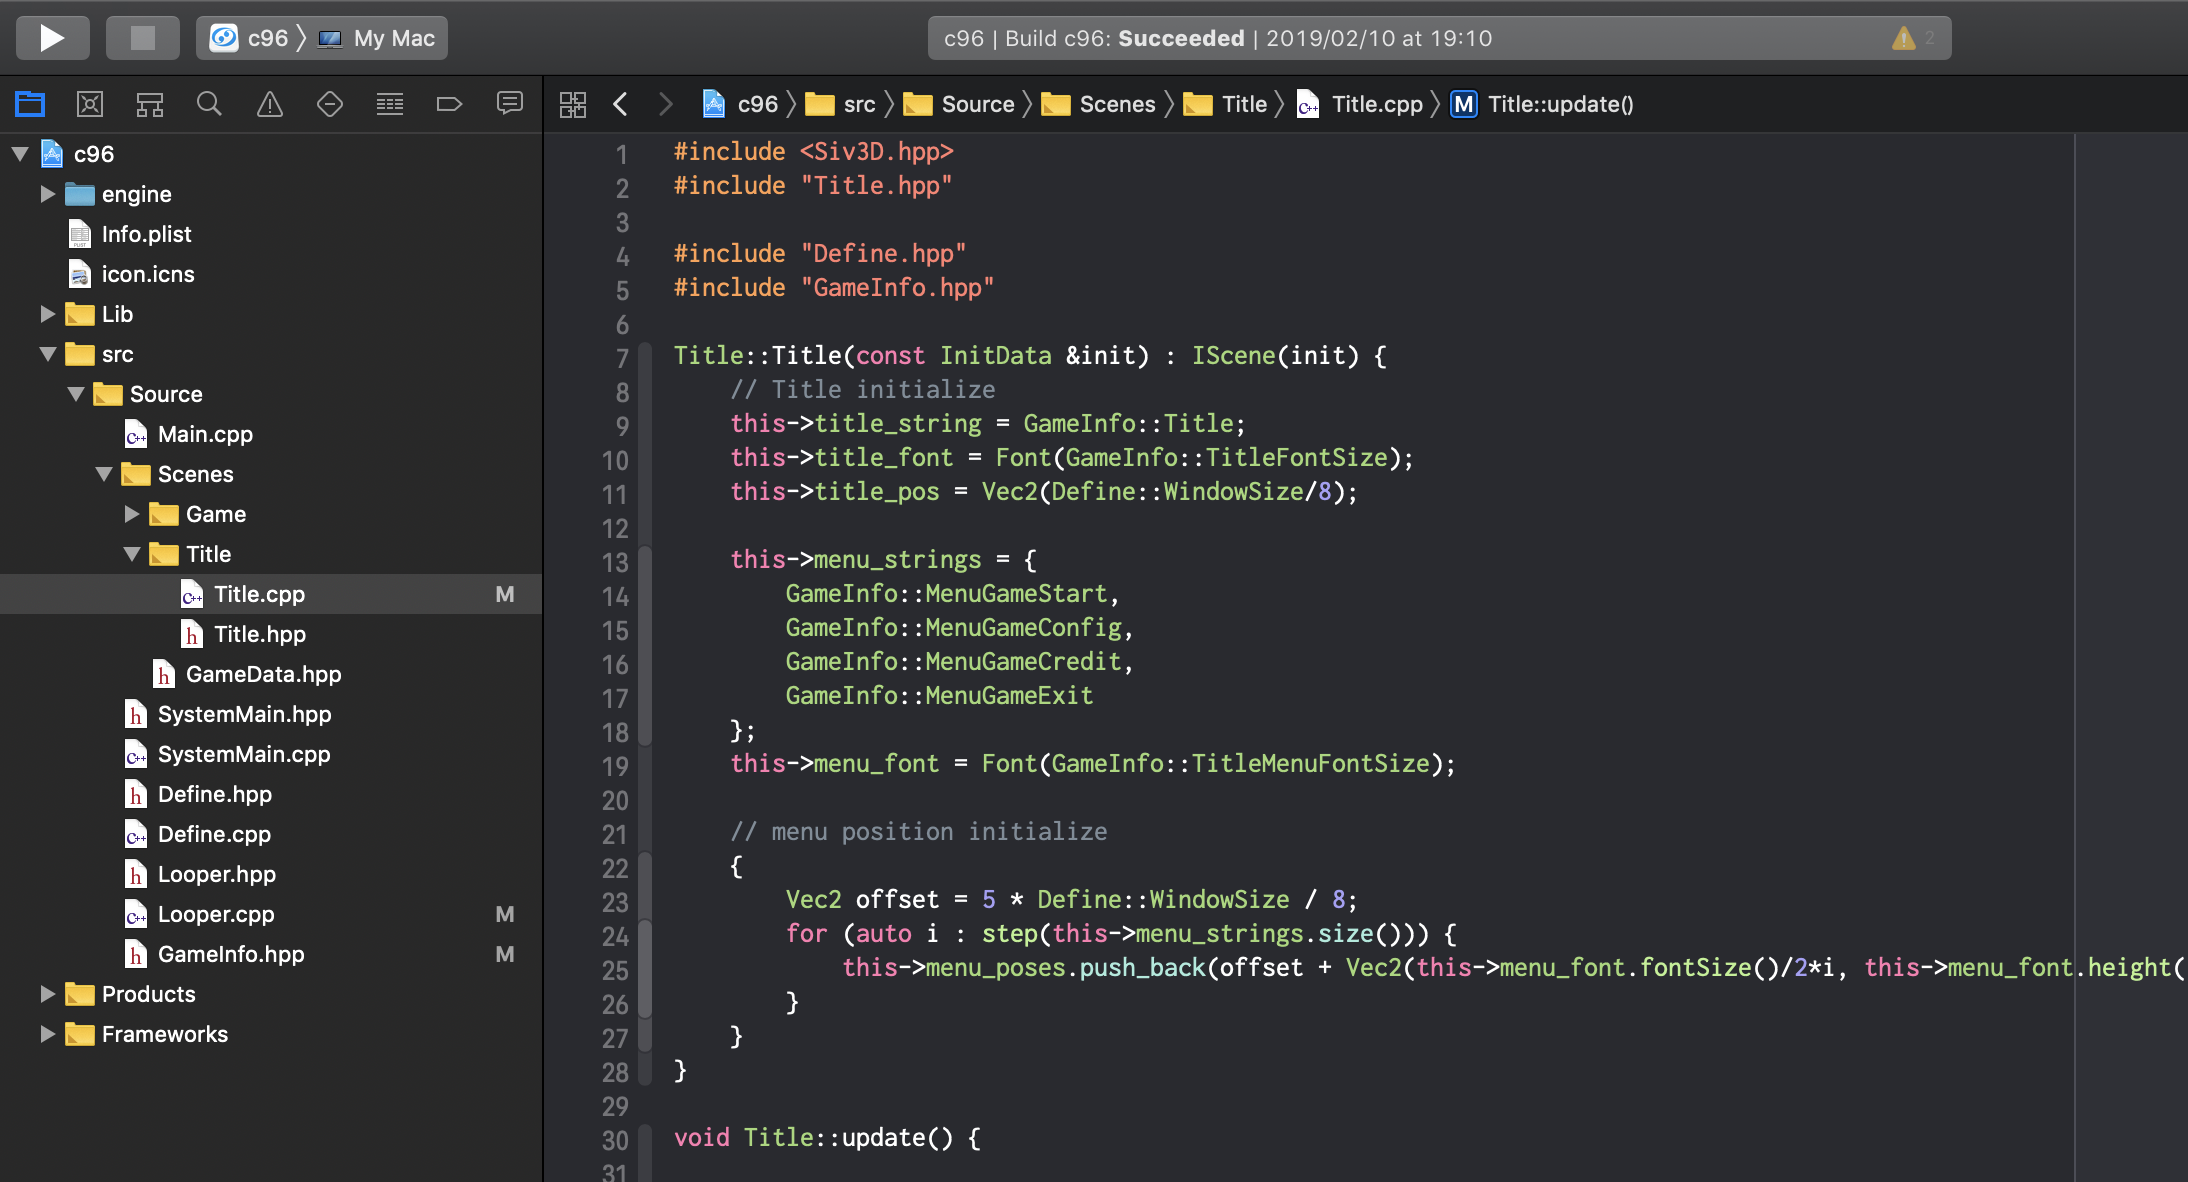 c96 〉 My Mac
c96 | Build c96: Succeeded | 2019/02/10 at 19:10
2
c96 〉 src 〉 Source 〉 Scenes 〉 Title 〉 Title.cpp 〉 M Title::update()
c96
engine
Info.plist
icon.icns
Lib
src
Source
Main.cpp
Scenes
Game
Title
Title.cpp M
Title.hpp
GameData.hpp
SystemMain.hpp
SystemMain.cpp
Define.hpp
Define.cpp
Looper.hpp
Looper.cpp M
GameInfo.hpp M
Products
Frameworks
1 #include <Siv3D.hpp>
2 #include "Title.hpp"
3
4 #include "Define.hpp"
5 #include "GameInfo.hpp"
6
7 Title::Title(const InitData &init) : IScene(init) {
8     // Title initialize
9     this->title_string = GameInfo::Title;
10     this->title_font = Font(GameInfo::TitleFontSize);
11     this->title_pos = Vec2(Define::WindowSize/8);
12
13     this->menu_strings = {
14         GameInfo::MenuGameStart,
15         GameInfo::MenuGameConfig,
16         GameInfo::MenuGameCredit,
17         GameInfo::MenuGameExit
18     };
19     this->menu_font = Font(GameInfo::TitleMenuFontSize);
20
21     // menu position initialize
22     {
23         Vec2 offset = 5 * Define::WindowSize / 8;
24         for (auto i : step(this->menu_strings.size())) {
25             this->menu_poses.push_back(offset + Vec2(this->menu_font.fontSize()/2*i, this->menu_font.height(
26         }
27     }
28 }
29
30 void Title::update() {
31